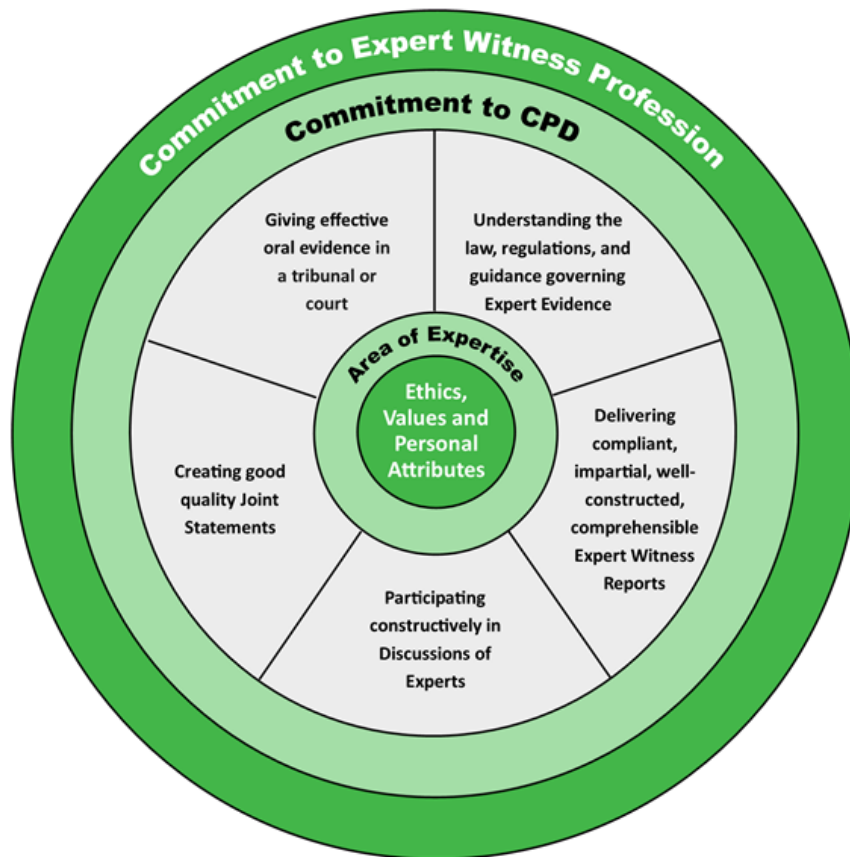 Commitment to Expert Witness Profession
Commitment to CPD
Giving effective
oral evidence in
a tribunal or
court
Understanding the
law, regulations, and
guidance governing
Expert Evidence
Area of Expertise
Ethics,
Values and
Personal
Attributes
Delivering
compliant,
impartial, well-
constructed,
comprehensible
Expert Witness
Reports
Creating good
quality Joint
Statements
Participating
constructively in
Discussions of
Experts